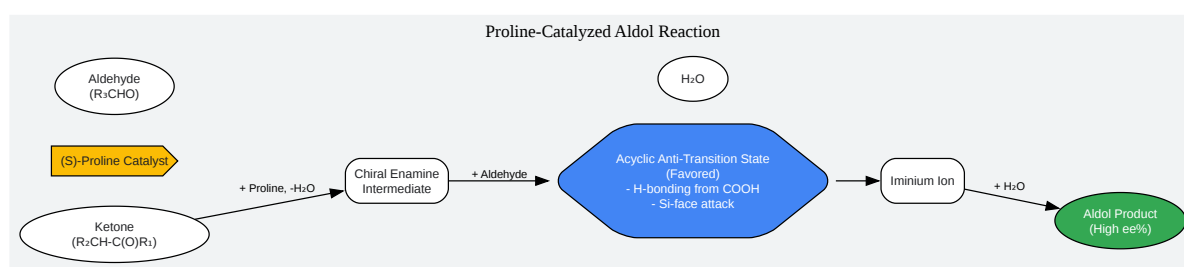 Proline-Catalyzed Aldol Reaction
Aldehyde
(R₃CHO)
(S)-Proline Catalyst
Ketone
(R₂CH-C(O)R₁)
+ Proline, -H₂O
Chiral Enamine
Intermediate
+ Aldehyde
H₂O
Acyclic Anti-Transition State
(Favored)
- H-bonding from COOH
- Si-face attack
Iminium Ion
+ H₂O
Aldol Product
(High ee%)